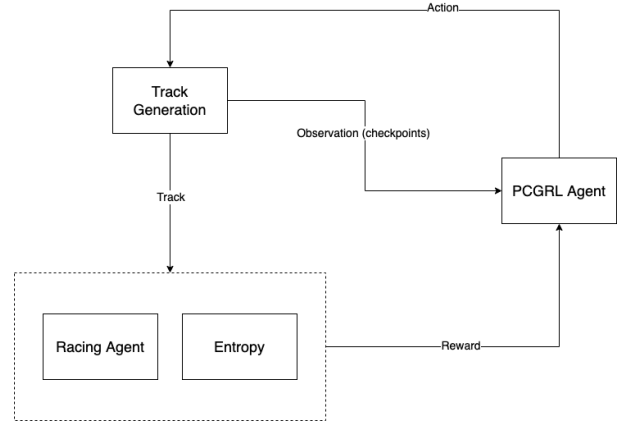 Action
Track
Generation
Observation (checkpoints)
PCGRL Agent
Track
Racing Agent
Entropy
Reward